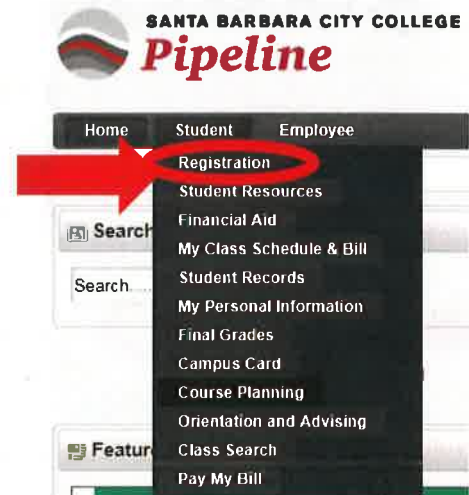 SANTA BARBARA CITY COLLEGE
Pipeline
Home Student Employee
Registration
Student Resources
Financial Aid
My Class Schedule & Bill
Student Records
My Personal Information
Final Grades
Campus Card
Course Planning
Orientation and Advising
Class Search
Pay My Bill
Search
Search.....
Featur